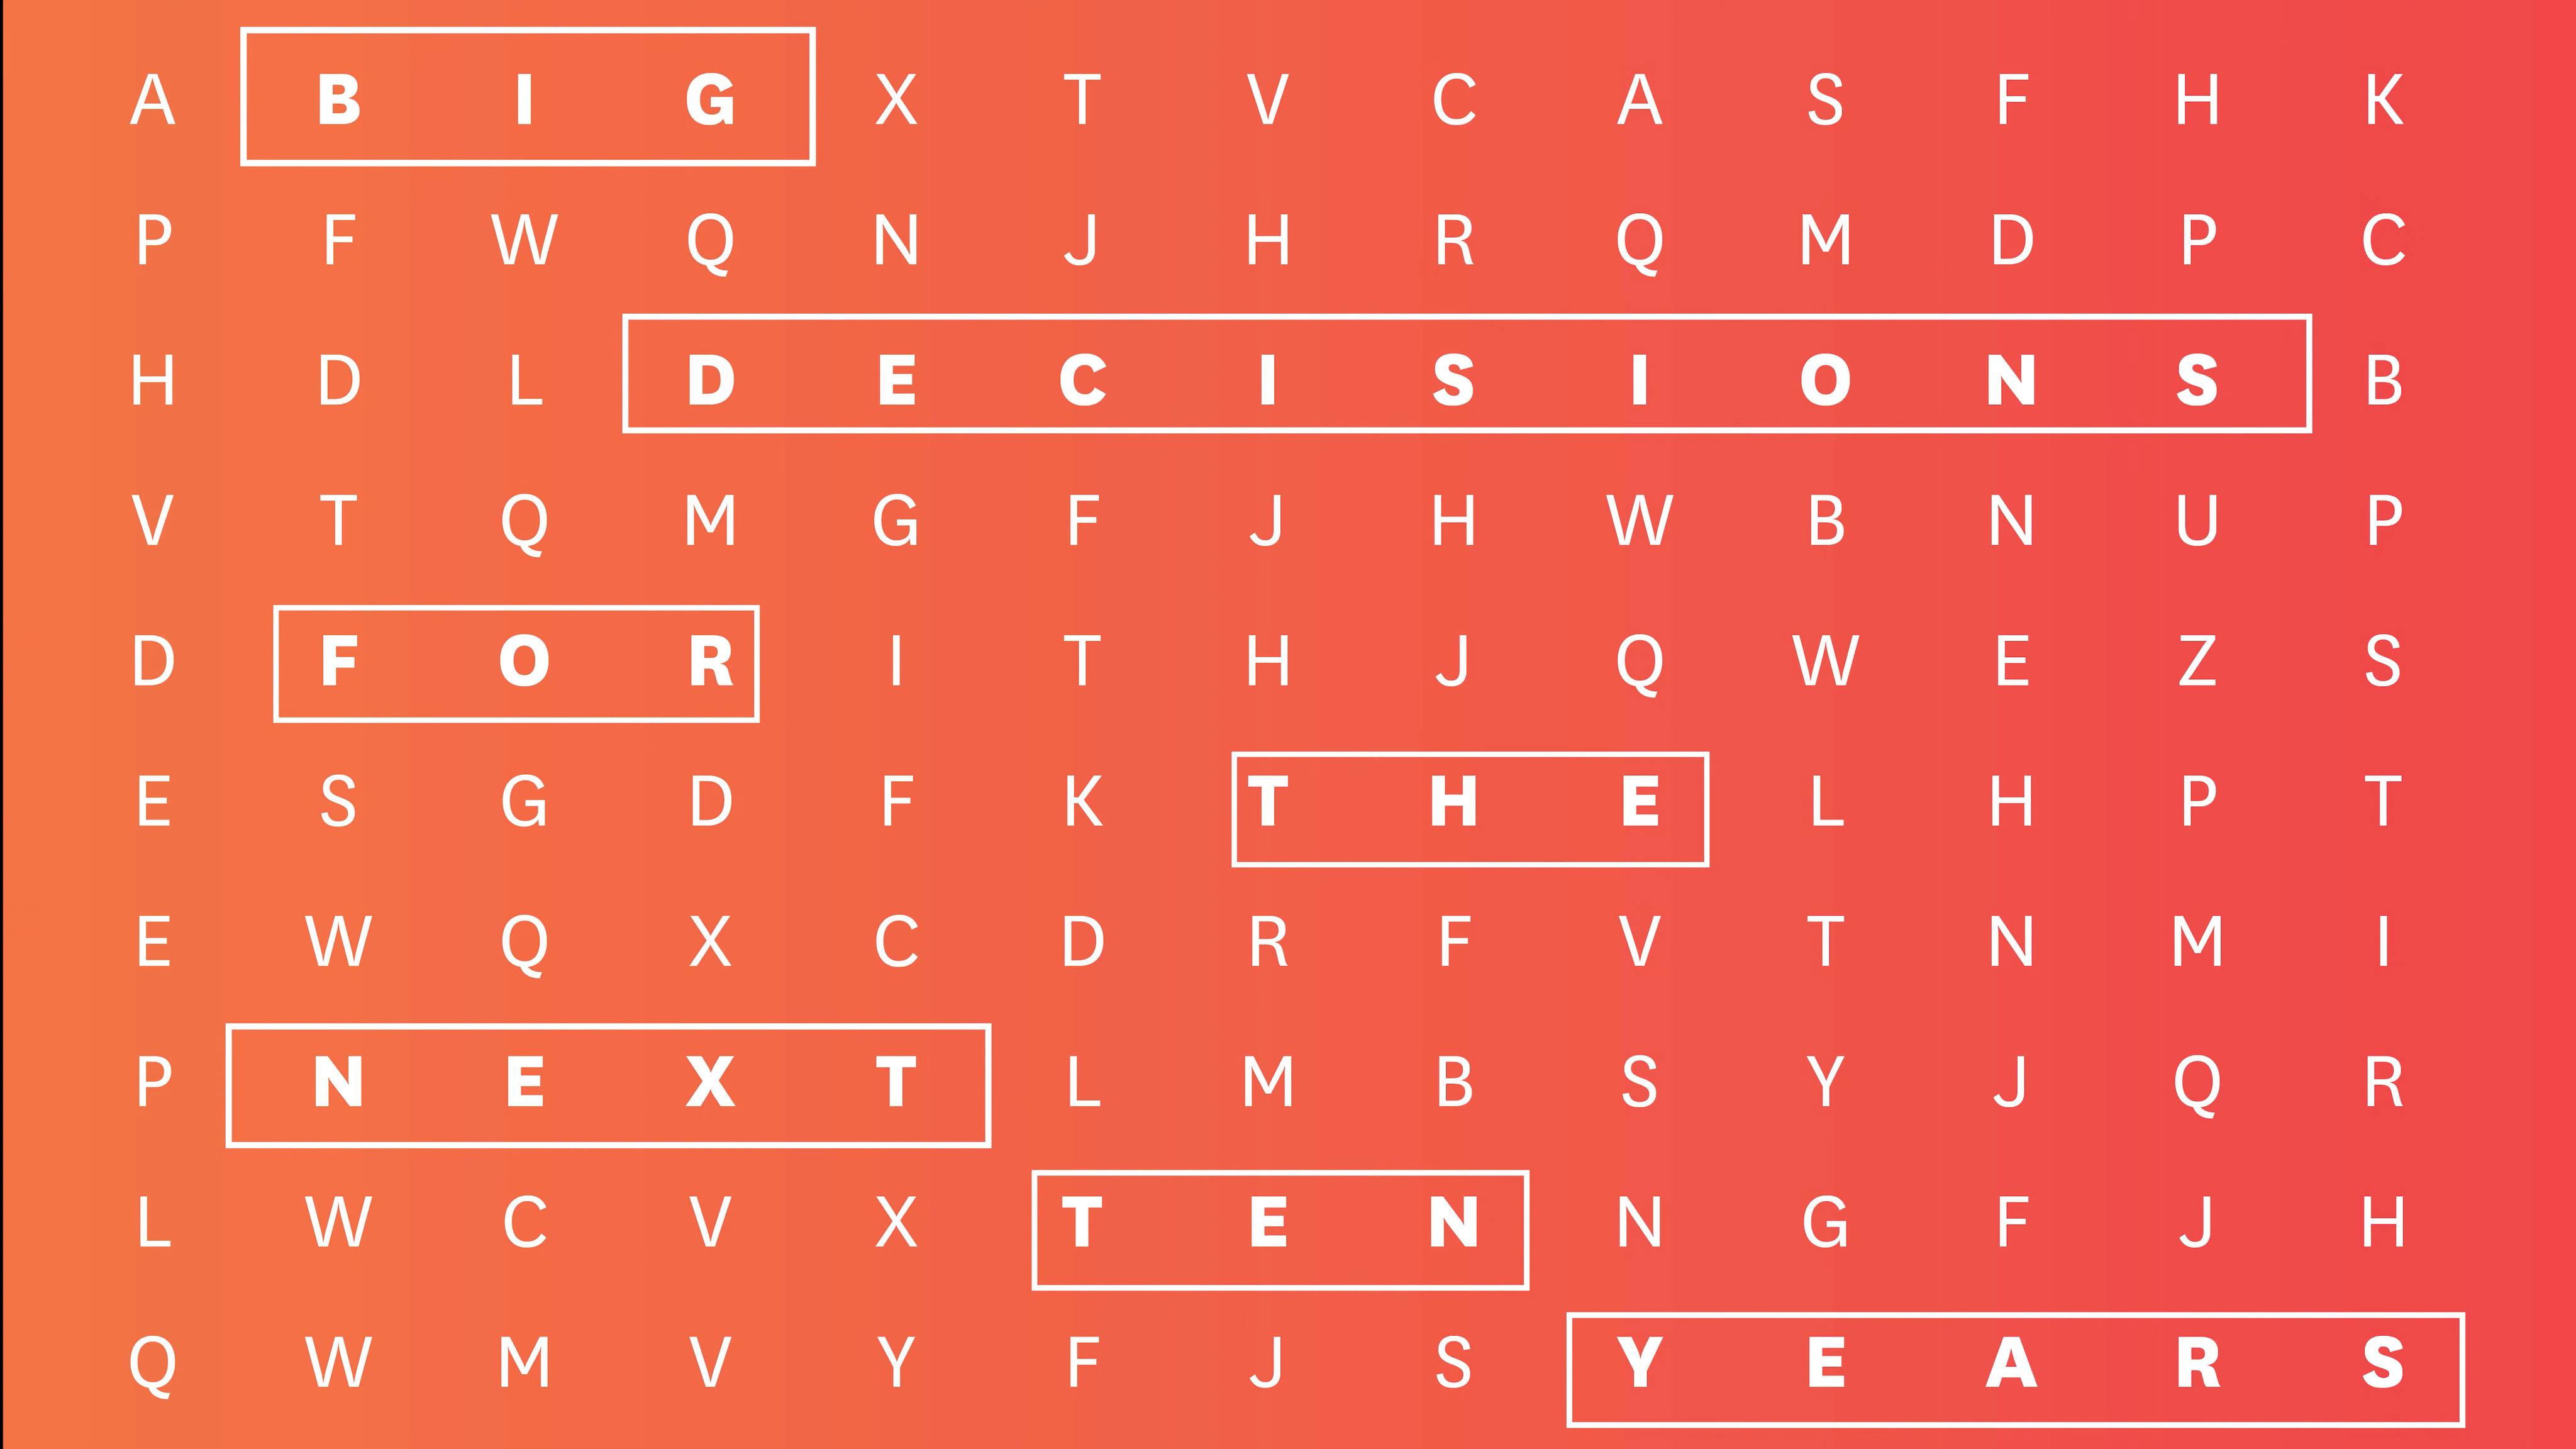 A B I G X T V C A S F H K
P F W Q N J H R Q M D P C
H D L D E C I S I O N S B
V T Q M G F J H W B N U P
D F O R I T H J Q W E Z S
E S G D F K T H E L H P T
E W Q X C D R F V T N M I
P N E X T L M B S Y J Q R
L W C V X T E N N G F J H
Q W M V Y F J S Y E A R S